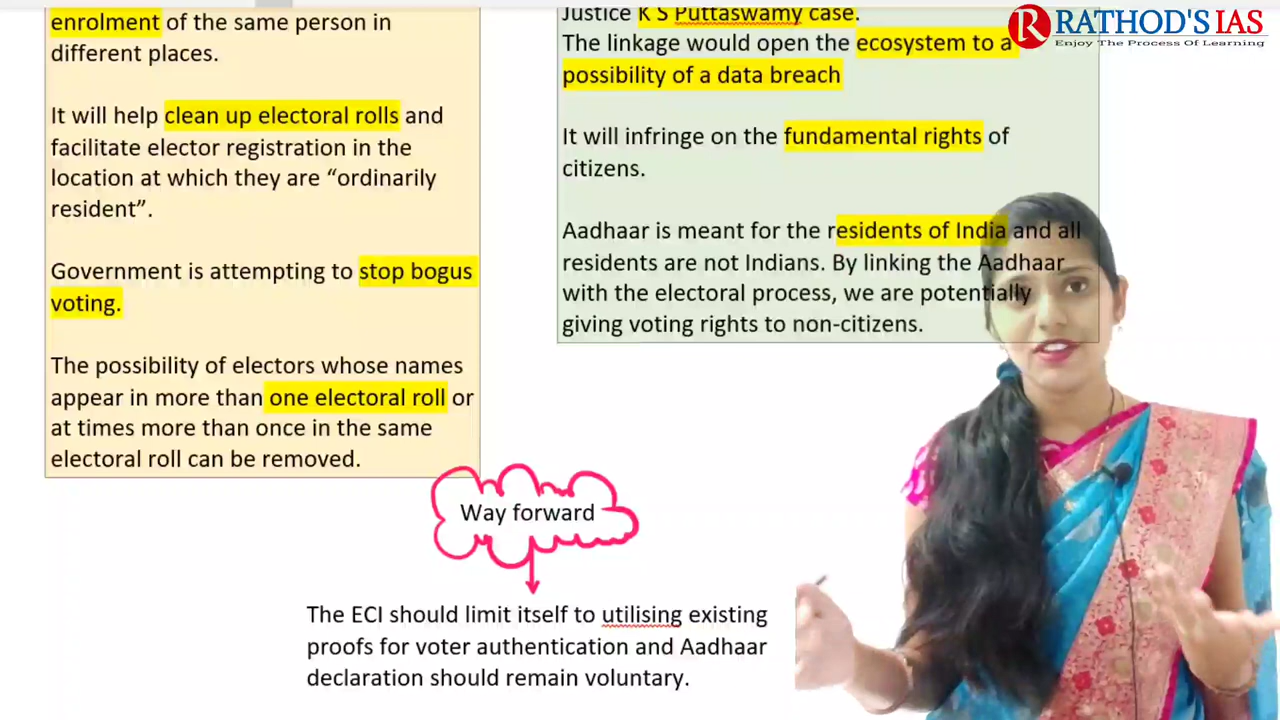 enrolment of the same person in
different places.
It will help clean up electoral rolls and
facilitate elector registration in the
location at which they are “ordinarily
resident”.
Government is attempting to stop bogus
voting.
The possibility of electors whose names
appear in more than one electoral roll or
at times more than once in the same
electoral roll can be removed.
Justice K S Puttaswamy case.
The linkage would open the ecosystem to a
possibility of a data breach
It will infringe on the fundamental rights of
citizens.
Aadhaar is meant for the residents of India and all
residents are not Indians. By linking the Aadhaar
with the electoral process, we are potentially
giving voting rights to non-citizens.
RATHOD'S IAS
Enjoy The Process Of Learning
Way forward
The ECI should limit itself to utilising existing
proofs for voter authentication and Aadhaar
declaration should remain voluntary.